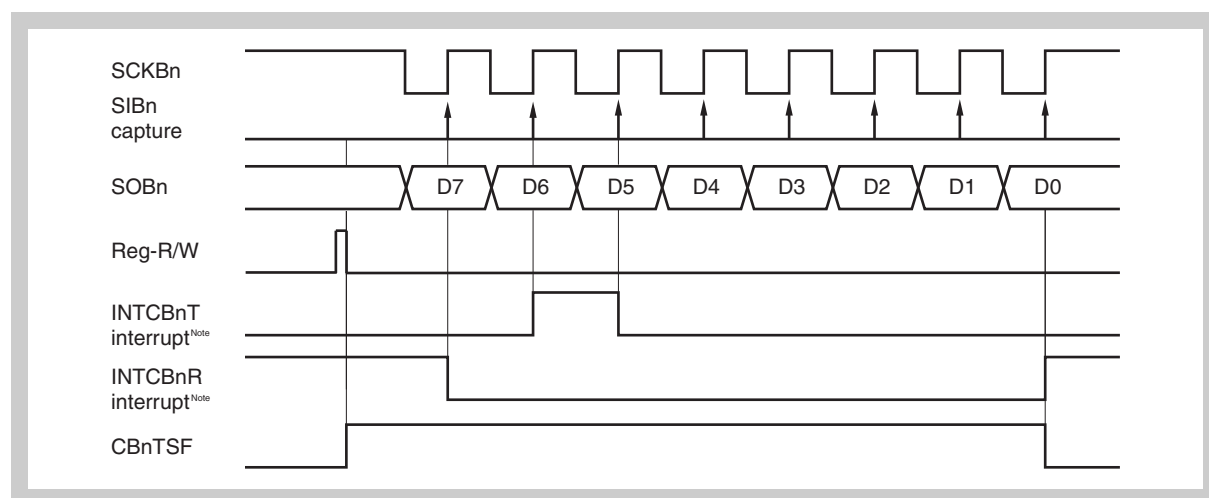 SCKBn
SIBn
capture
SOBn
D7 D6 D5 D4 D3 D2 D1 D0
Reg-R/W
INTCBnT
interruptNote
INTCBnR
interruptNote
CBnTSF